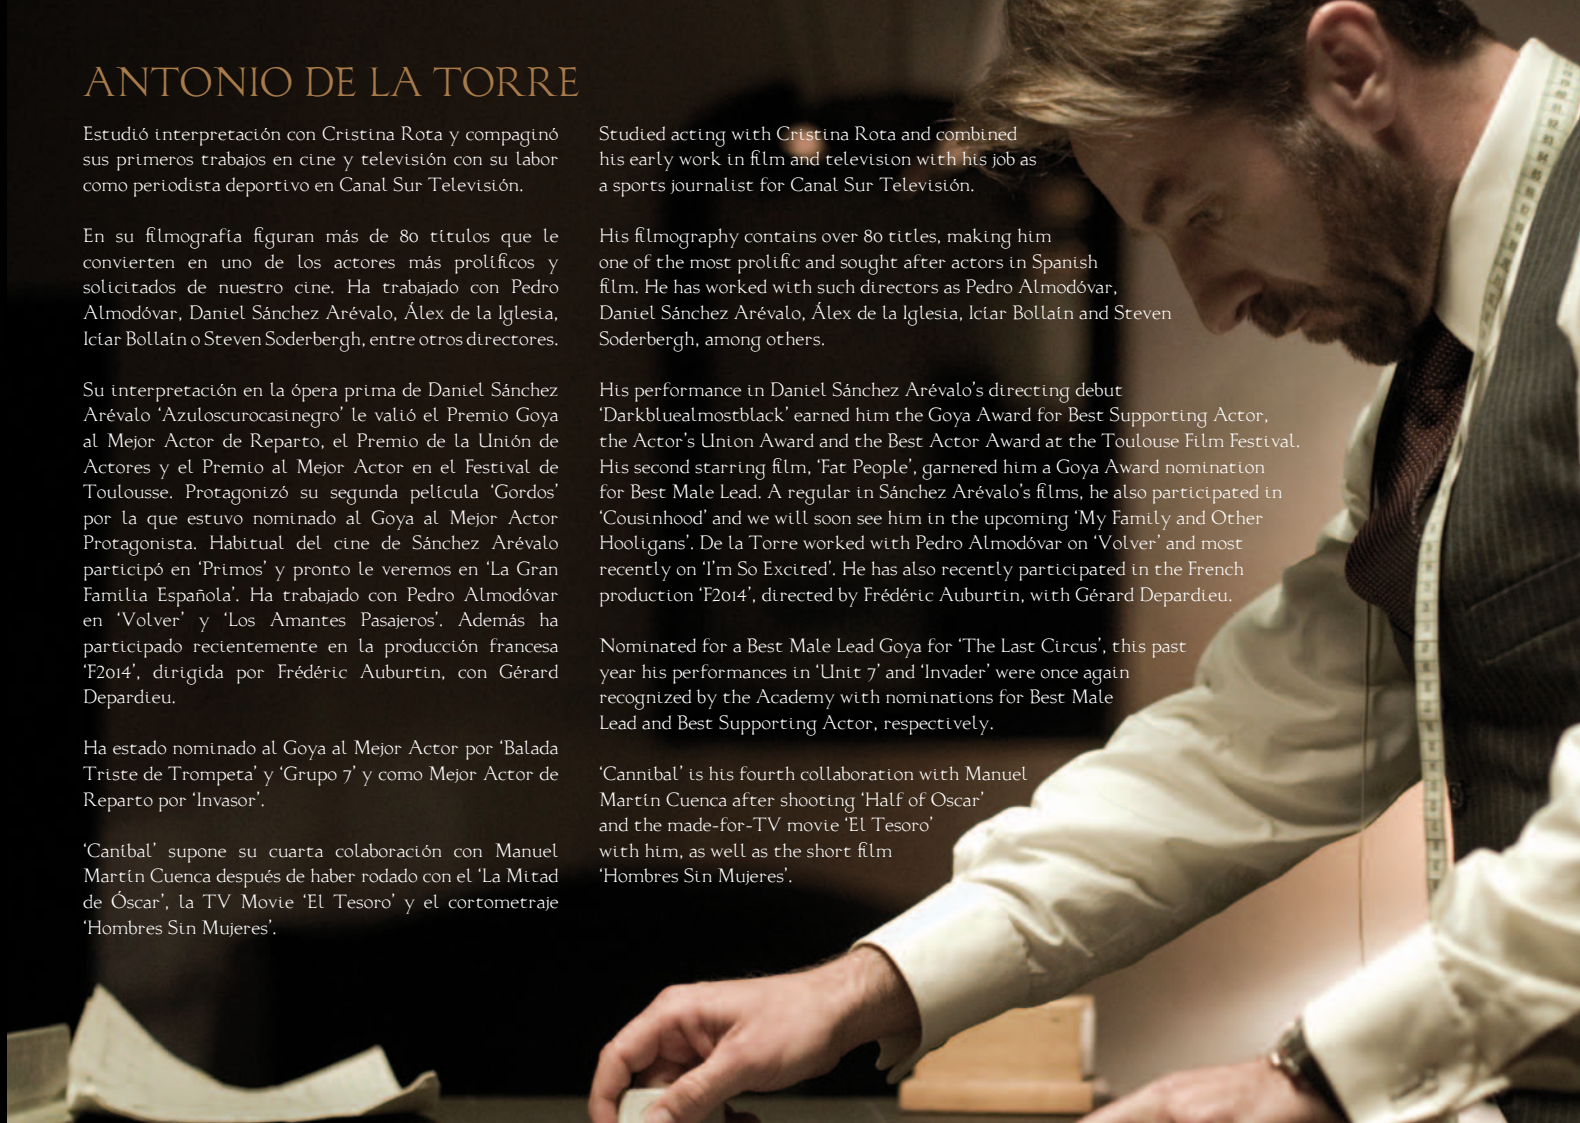 ANTONIO DE LA TORRE
Estudió interpretación con Cristina Rota y compaginó
sus primeros trabajos en cine y televisión con su labor
como periodista deportivo en Canal Sur Televisión.
En su filmografía figuran más de 80 títulos que le
convierten en uno de los actores más prolíficos y
solicitados de nuestro cine. Ha trabajado con Pedro
Almodóvar, Daniel Sánchez Arévalo, Álex de la Iglesia,
Icíar Bollaín o Steven Soderbergh, entre otros directores.
Su interpretación en la ópera prima de Daniel Sánchez
Arévalo ‘Azuloscurocasinegro’ le valió el Premio Goya
al Mejor Actor de Reparto, el Premio de la Unión de
Actores y el Premio al Mejor Actor en el Festival de
Toulousse. Protagonizó su segunda película ‘Gordos’
por la que estuvo nominado al Goya al Mejor Actor
Protagonista. Habitual del cine de Sánchez Arévalo
participó en ‘Primos’ y pronto le veremos en ‘La Gran
Familia Española’. Ha trabajado con Pedro Almodóvar
en ‘Volver’ y ‘Los Amantes Pasajeros’. Además ha
participado recientemente en la producción francesa
‘F2014’, dirigida por Frédéric Auburtin, con Gérard
Depardieu.
Ha estado nominado al Goya al Mejor Actor por ‘Balada
Triste de Trompeta’ y ‘Grupo 7’ y como Mejor Actor de
Reparto por ‘Invasor’.
‘Caníbal’ supone su cuarta colaboración con Manuel
Martín Cuenca después de haber rodado con el ‘La Mitad
de Óscar’, la TV Movie ‘El Tesoro’ y el cortometraje
‘Hombres Sin Mujeres’.
Studied acting with Cristina Rota and combined
his early work in film and television with his job as
a sports journalist for Canal Sur Televisión.
His filmography contains over 80 titles, making him
one of the most prolific and sought after actors in Spanish
film. He has worked with such directors as Pedro Almodóvar,
Daniel Sánchez Arévalo, Álex de la Iglesia, Icíar Bollaín and Steven
Soderbergh, among others.
His performance in Daniel Sánchez Arévalo’s directing debut
‘Darkbluealmostblack’ earned him the Goya Award for Best Supporting Actor,
the Actor’s Union Award and the Best Actor Award at the Toulouse Film Festival.
His second starring film, ‘Fat People’, garnered him a Goya Award nomination
for Best Male Lead. A regular in Sánchez Arévalo’s films, he also participated in
‘Cousinhood’ and we will soon see him in the upcoming ‘My Family and Other
Hooligans’. De la Torre worked with Pedro Almodóvar on ‘Volver’ and most
recently on ‘I’m So Excited’. He has also recently participated in the French
production ‘F2014’, directed by Frédéric Auburtin, with Gérard Depardieu.
Nominated for a Best Male Lead Goya for ‘The Last Circus’, this past
year his performances in ‘Unit 7’ and ‘Invader’ were once again
recognized by the Academy with nominations for Best Male
Lead and Best Supporting Actor, respectively.
‘Cannibal’ is his fourth collaboration with Manuel
Martín Cuenca after shooting ‘Half of Oscar’
and the made-for-TV movie ‘El Tesoro’
with him, as well as the short film
‘Hombres Sin Mujeres’.